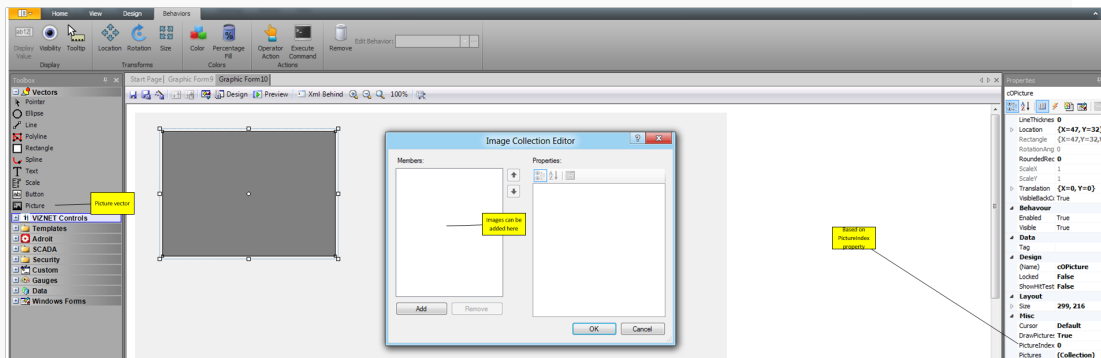 Home View Design Behaviors
ab12
Display Value
Visibility
Tooltip
Location
Rotation
Size
Color
Percentage Fill
Operator Action
Execute Command
Remove
Edit Behavior:
Display
Transforms
Colors
Actions
Toolbox
Vectors
Pointer
Ellipse
Line
Polyline
Rectangle
Spline
Text
Scale
Button
Picture
VIZNET Controls
Templates
Adroit
SCADA
Security
Custom
Gauges
Data
Windows Forms
Picture vector
Start Page Graphic Form9 Graphic Form10
Design Preview Xml Behind 100%
Image Collection Editor
Members:
Properties:
Images can be
added here
Add Remove
OK Cancel
Based on
PictureIndex
property
Properties
cOPicture
LineThicknes 0
Location {X=47, Y=32}
Rectangle {X=47,Y=32,
RotationAng 0
RoundedRec 0
ScaleX 1
ScaleY 1
Translation {X=0, Y=0}
VisibleBackCo True
Behavour
Enabled True
Visible True
Data
Tag
Design
(Name) cOPicture
Locked False
ShowHitTest False
Layout
Size 299, 216
Misc
Cursor Default
DrawPictures True
PictureIndex 0
Pictures (Collection)